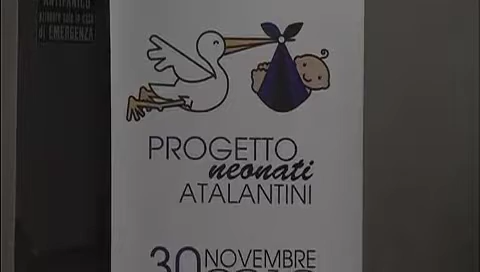 ANTIPANICO
di EMERGENZA
PROGETTO
neonati
ATALANTINI
30 NOVEMBRE